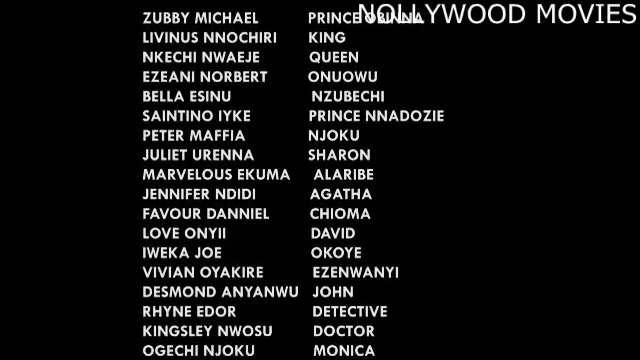 NOLLYWOOD MOVIES
ZUBBY MICHAEL PRINCE OBINNA
LIVINUS NNOCHIRI KING
NKECHI NWAEJE QUEEN
EZEANI NORBERT ONUOWU
BELLA ESINU NZUBECHI
SAINTINO IYKE PRINCE NNADOZIE
PETER MAFFIA NJOKU
JULIET URENNA SHARON
MARVELOUS EKUMA ALARIBE
JENNIFER NDIDI AGATHA
FAVOUR DANNIEL CHIOMA
LOVE ONYII DAVID
IWEKA JOE OKOYE
VIVIAN OYAKIRE EZENWANYI
DESMOND ANYANWU JOHN
RHYNE EDOR DETECTIVE
KINGSLEY NWOSU DOCTOR
OGECHI NJOKU MONICA